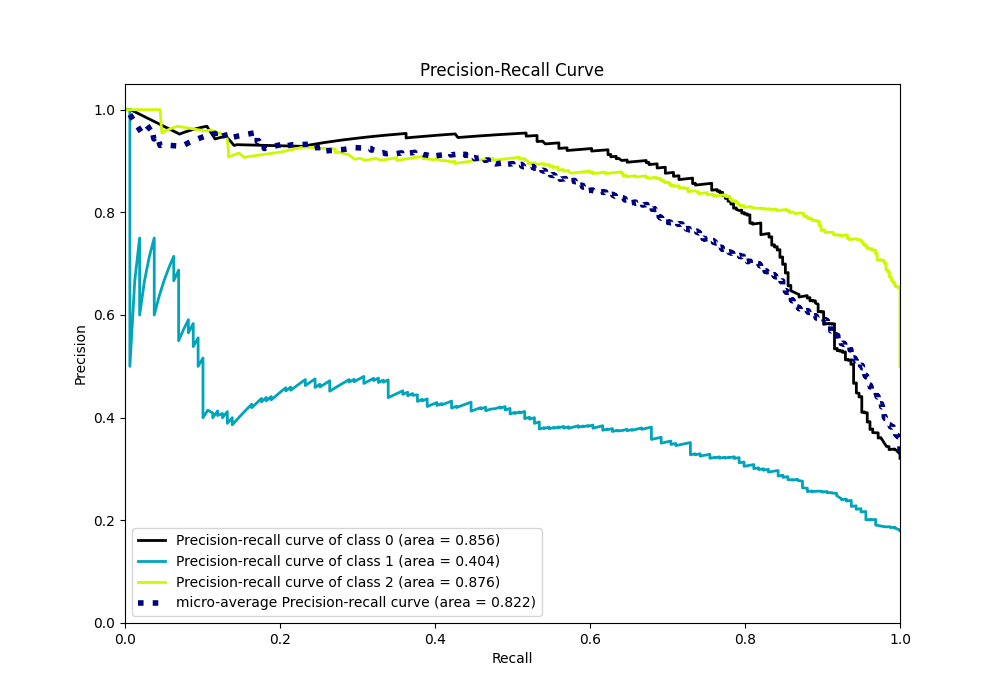 Precision-Recall Curve
1.0
0.8
0.6
0.4
0.2
0.0
Precision
Precision-recall curve of class 0 (area = 0.856)
Precision-recall curve of class 1 (area = 0.404)
Precision-recall curve of class 2 (area = 0.876)
micro-average Precision-recall curve (area = 0.822)
0.0 0.2 0.4 0.6 0.8 1.0
Recall